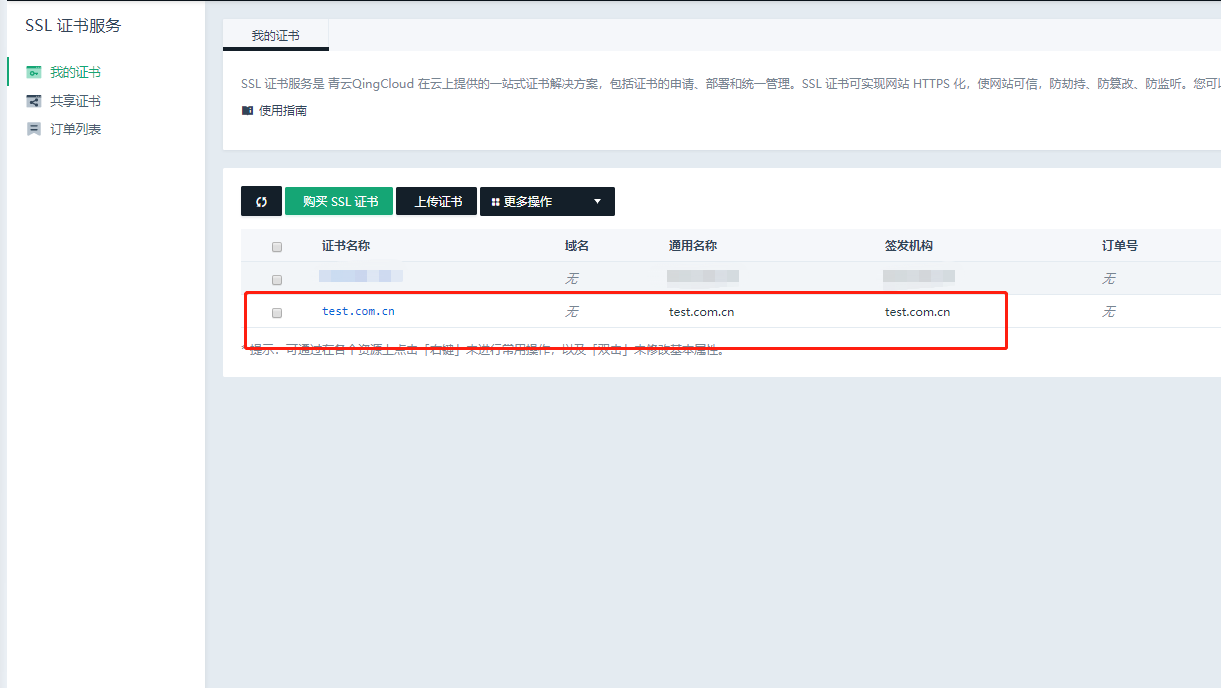 SSL 证书服务
我的证书
共享证书
订单列表
我的证书
SSL 证书服务是 青云QingCloud 在云上提供的一站式证书解决方案，包括证书的申请、部署和统一管理。SSL 证书可实现网站 HTTPS 化，使网站可信，防劫持、防篡改、防监听。您可以
使用指南
购买 SSL 证书 上传证书 更多操作
证书名称 域名 通用名称 签发机构 订单号
无 无
test.com.cn 无 test.com.cn test.com.cn 无
* 提示：可通过在各个资源上点击「右键」来进行常用操作，以及「双击」来修改基本属性。